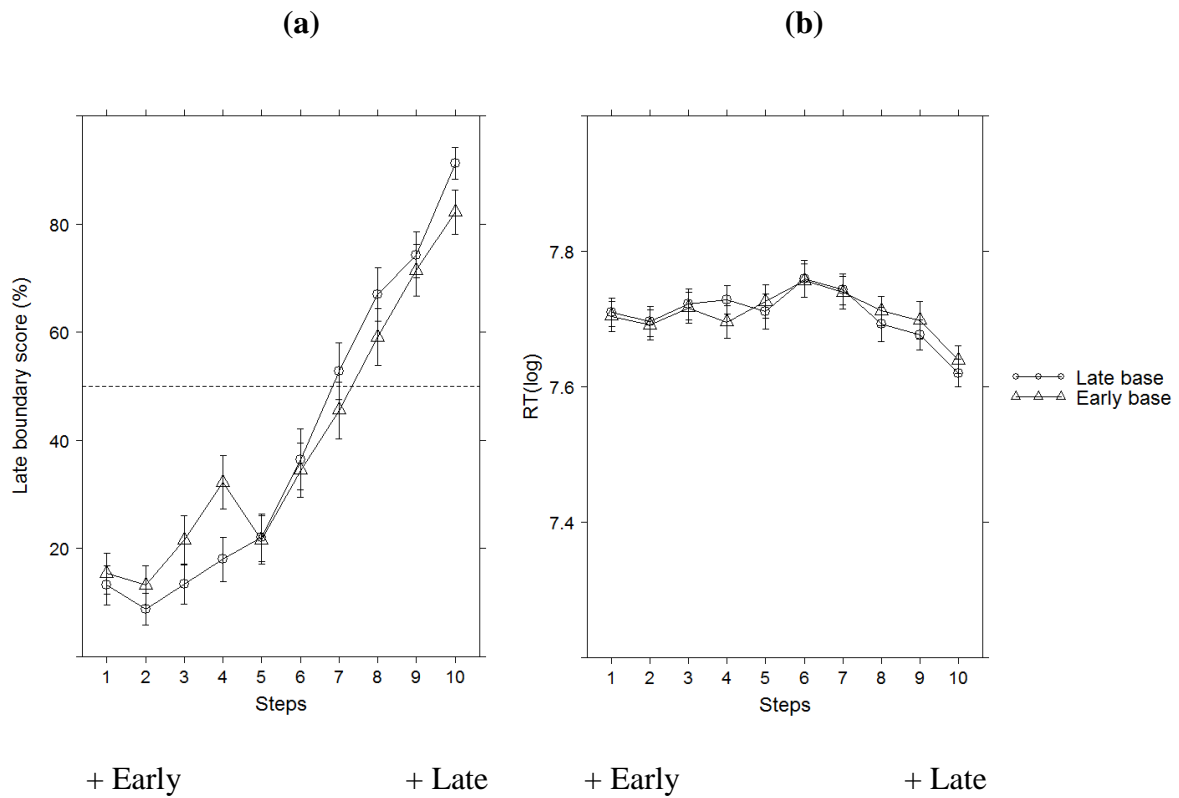 (a)
Late boundary score (%)
80
60
40
20
1 2 3 4 5 6 7 8 9 10
Steps
+ Early + Late
(b)
RT(log)
7.8
7.6
7.4
1 2 3 4 5 6 7 8 9 10
Steps
+ Early + Late
Late base
Early base